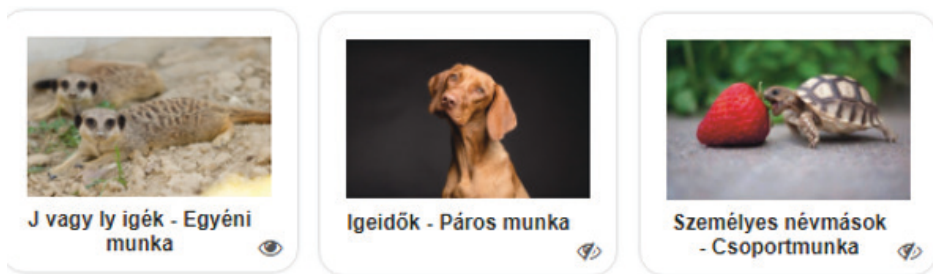 J vagy ly igék - Egyéni
munka
Igeidők - Páros munka
Személyes névmások
- Csoportmunka